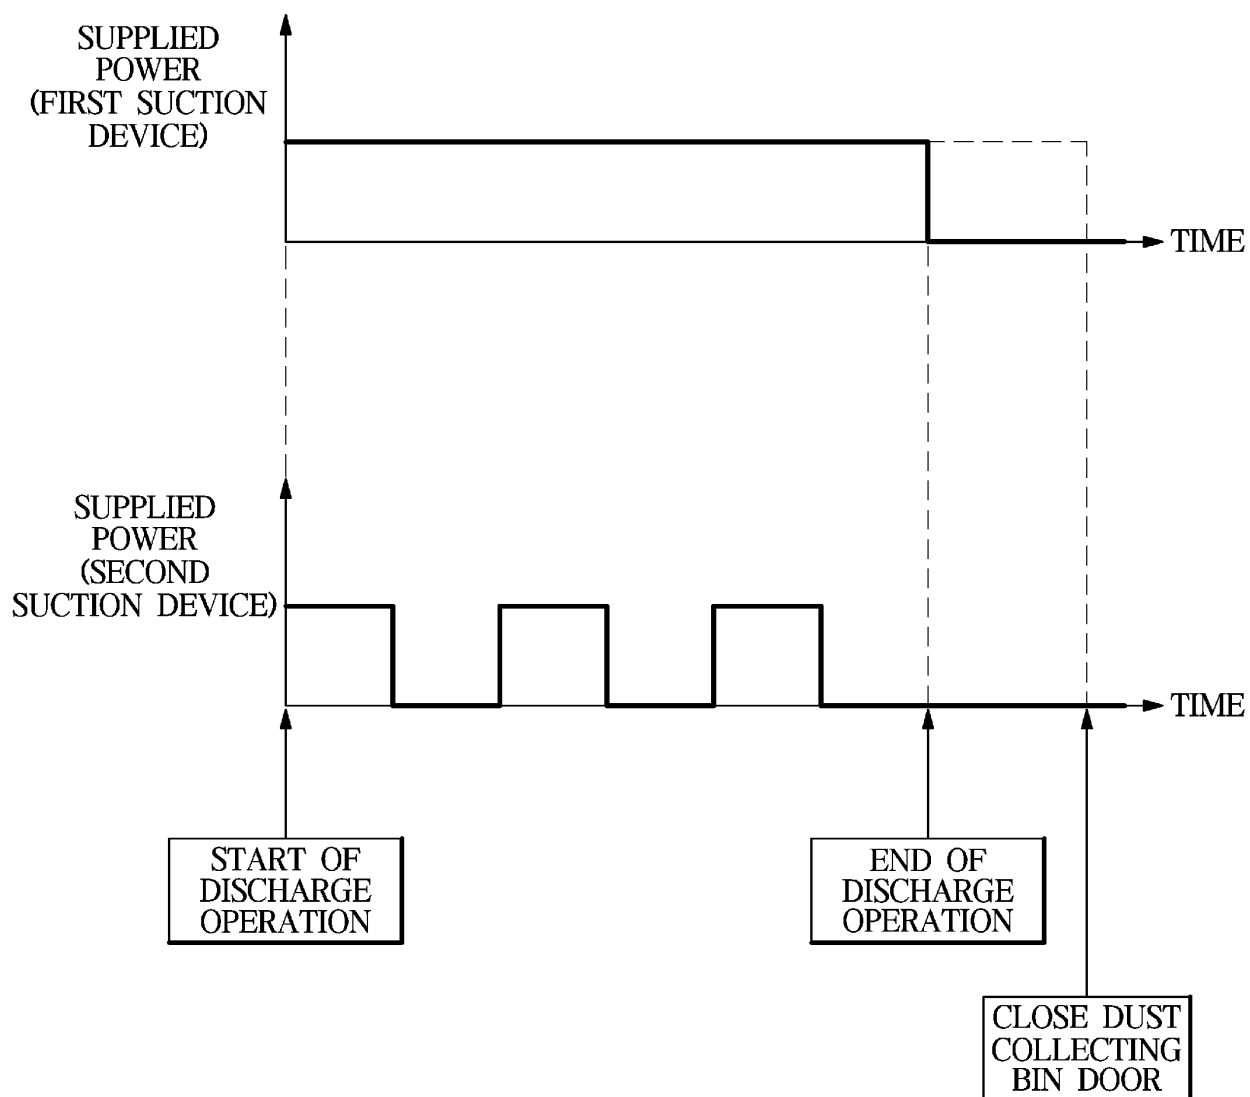 SUPPLIED
POWER
(FIRST SUCTION
DEVICE)
TIME
SUPPLIED
POWER
(SECOND
SUCTION DEVICE)
TIME
START OF
DISCHARGE
OPERATION
END OF
DISCHARGE
OPERATION
CLOSE DUST
COLLECTING
BIN DOOR